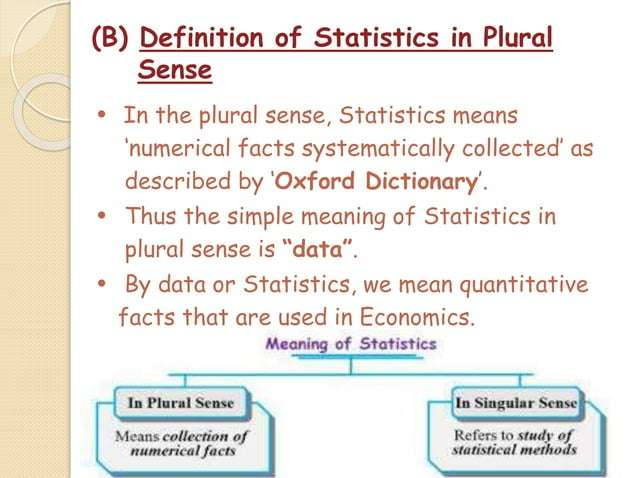 (B) Definition of Statistics in Plural
Sense
• In the plural sense, Statistics means
‘numerical facts systematically collected’ as
described by ‘Oxford Dictionary’.
• Thus the simple meaning of Statistics in
plural sense is “data”.
• By data or Statistics, we mean quantitative
facts that are used in Economics.
Meaning of Statistics
In Plural Sense
Means collection of
numerical facts
In Singular Sense
Refers to study of
statistical methods